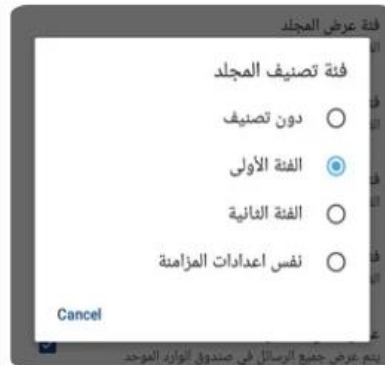 فئة عرض المجلد
فئة تصنيف المجلد
دون تصنيف
الفئة الأولى
الفئة الثانية
نفس اعدادات المزامنة
Cancel
يتم عرض جميع الرسائل في صندوق الوارد الموحد